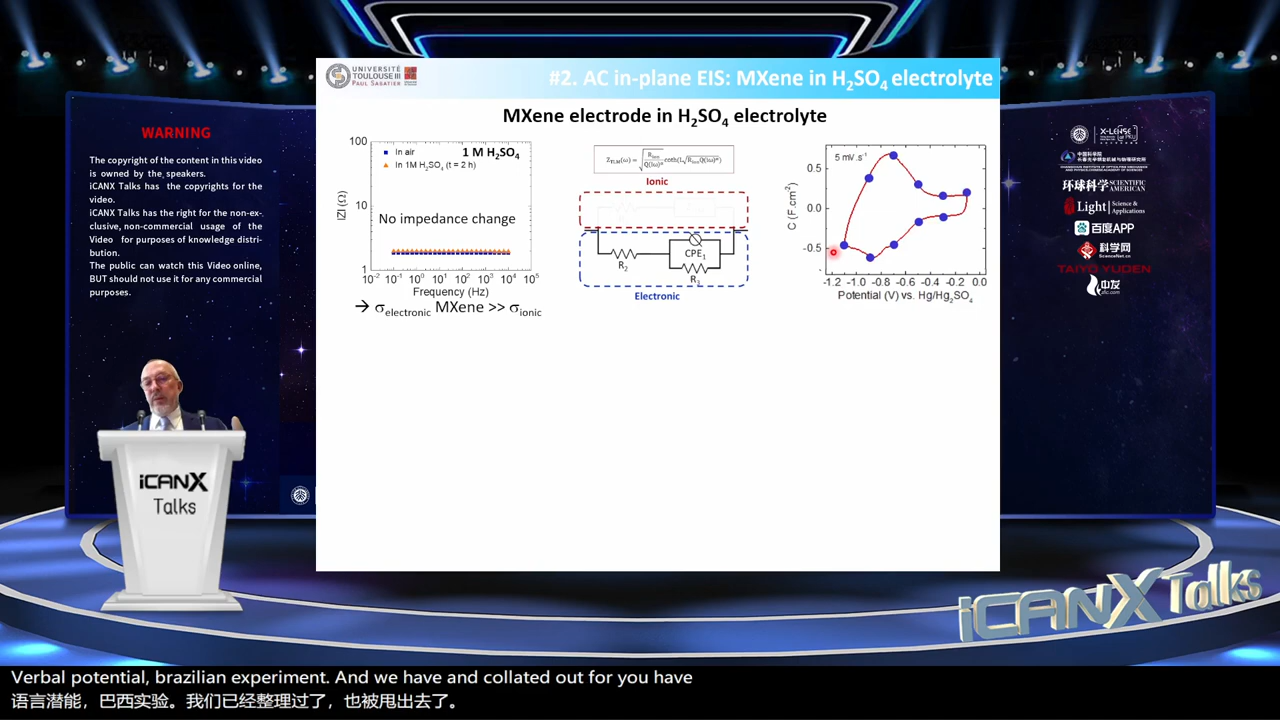 WARNING
The copyright of the content in this video
is owned by the speakers.
iCANX Talks has the copyrights for the
video.
iCANX Talks has the right for the non-ex-
clusive, non-commercial usage of the
Video for purposes of knowledge distri-
bution.
The public can watch this Video online,
BUT should not use it for any commercial
purposes.
UNIVERSITÉ
TOULOUSE III
PAUL SABATIER
#2. AC in-plane EIS: MXene in H₂SO₄ electrolyte
MXene electrode in H₂SO₄ electrolyte
100
10
1
|Z| (Ω)
In air
1 M H₂SO₄
In 1M H₂SO₄ (t = 2 h)
No impedance change
10⁻² 10⁻¹ 10⁰ 10¹ 10² 10³ 10⁴ 10⁵
Frequency (Hz)
→ σelectronic MXene >> σionic
Ionic
R₂
CPE₁
Electronic
5 mV.s⁻¹
C (F.cm⁻²)
0.5
0.0
-0.5
-1.2 -1.0 -0.8 -0.6 -0.4 -0.2 0.0
Potential (V) vs. Hg/Hg₂SO₄
X-LENSE
环球科学 SCIENTIFIC AMERICAN
Light Science & Applications
百度APP
科学网
ScienceNet.cn
TAIYO YUDEN
中友
iCANX
Talks
iCANX Talks
Verbal potential, brazilian experiment. And we have and collated out for you have
语言潜能，巴西实验。我们已经整理过了，也被甩出去了。